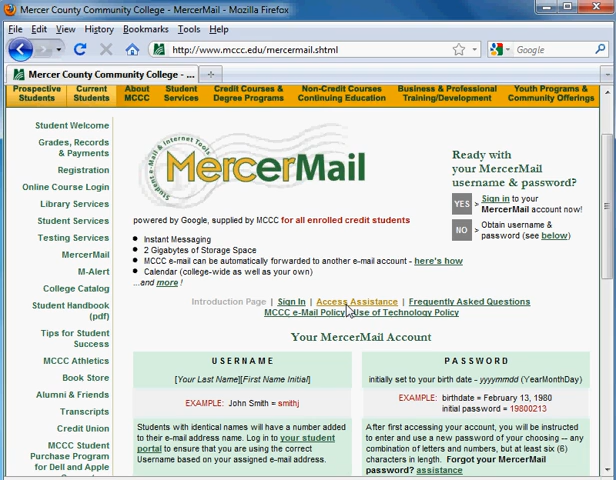 Mercer County Community College - MercerMail - Mozilla Firefox
File Edit View History Bookmarks Tools Help
http://www.mccc.edu/mercermail.shtml
Google
Mercer County Community College - ...
Prospective Students
Current Students
About MCCC
Student Services
Credit Courses & Degree Programs
Non-Credit Courses Continuing Education
Business & Professional Training/Development
Youth Programs & Community Offerings
Student Welcome
Grades, Records & Payments
Registration
Online Course Login
Library Services
Student Services
Testing Services
MercerMail
M-Alert
College Catalog
Student Handbook (pdf)
Tips for Student Success
MCCC Athletics
Book Store
Alumni & Friends
Transcripts
Credit Union
MCCC Student Purchase Program for Dell and Apple
Student e-Mail & Internet Tools
MercerMail
Ready with
your MercerMail
username & password?
YES > Sign in to your
MercerMail account now!
NO > Obtain username &
password (see below)
powered by Google, supplied by MCCC for all enrolled credit students
Instant Messaging
2 Gigabytes of Storage Space
MCCC e-mail can be automatically forwarded to another e-mail account - here's how
Calendar (college-wide as well as your own)
...and more !
Introduction Page | Sign In | Access Assistance | Frequently Asked Questions
MCCC e-Mail Policy Use of Technology Policy
Your MercerMail Account
USERNAME
[Your Last Name][First Name Initial]
EXAMPLE: John Smith = smithj
Students with identical names will have a number added
to their e-mail address name. Log in to your student
portal to ensure that you are using the correct
Username based on your assigned e-mail address.
PASSWORD
initially set to your birth date - yyyymmdd (YearMonthDay)
EXAMPLE: birthdate = February 13, 1980
initial password = 19800213
After first accessing your account, you will be instructed
to enter and use a new password of your choosing -- any
combination of letters and numbers, but at least six (6)
characters in length. Forgot your MercerMail
password? assistance